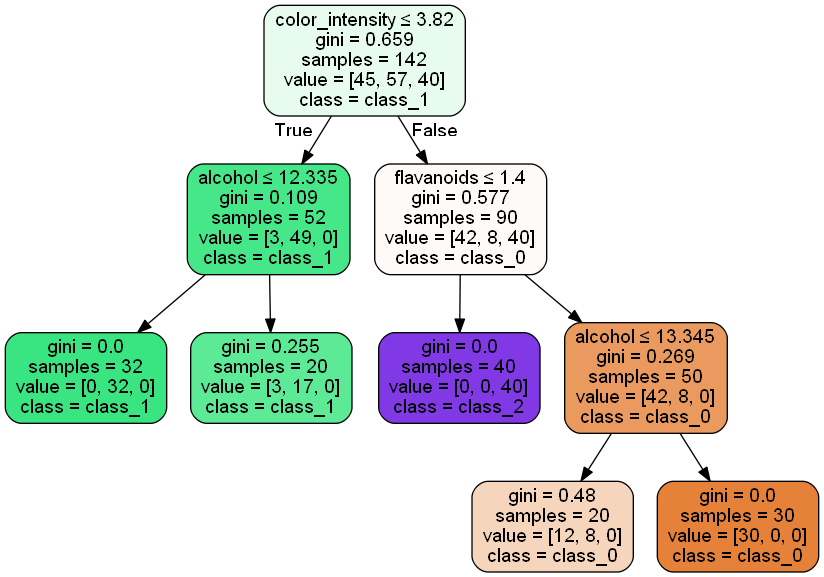 color_intensity ≤ 3.82
gini = 0.659
samples = 142
value = [45, 57, 40]
class = class_1
True
False
alcohol ≤ 12.335
gini = 0.109
samples = 52
value = [3, 49, 0]
class = class_1
flavanoids ≤ 1.4
gini = 0.577
samples = 90
value = [42, 8, 40]
class = class_0
gini = 0.0
samples = 32
value = [0, 32, 0]
class = class_1
gini = 0.255
samples = 20
value = [3, 17, 0]
class = class_1
gini = 0.0
samples = 40
value = [0, 0, 40]
class = class_2
alcohol ≤ 13.345
gini = 0.269
samples = 50
value = [42, 8, 0]
class = class_0
gini = 0.48
samples = 20
value = [12, 8, 0]
class = class_0
gini = 0.0
samples = 30
value = [30, 0, 0]
class = class_0